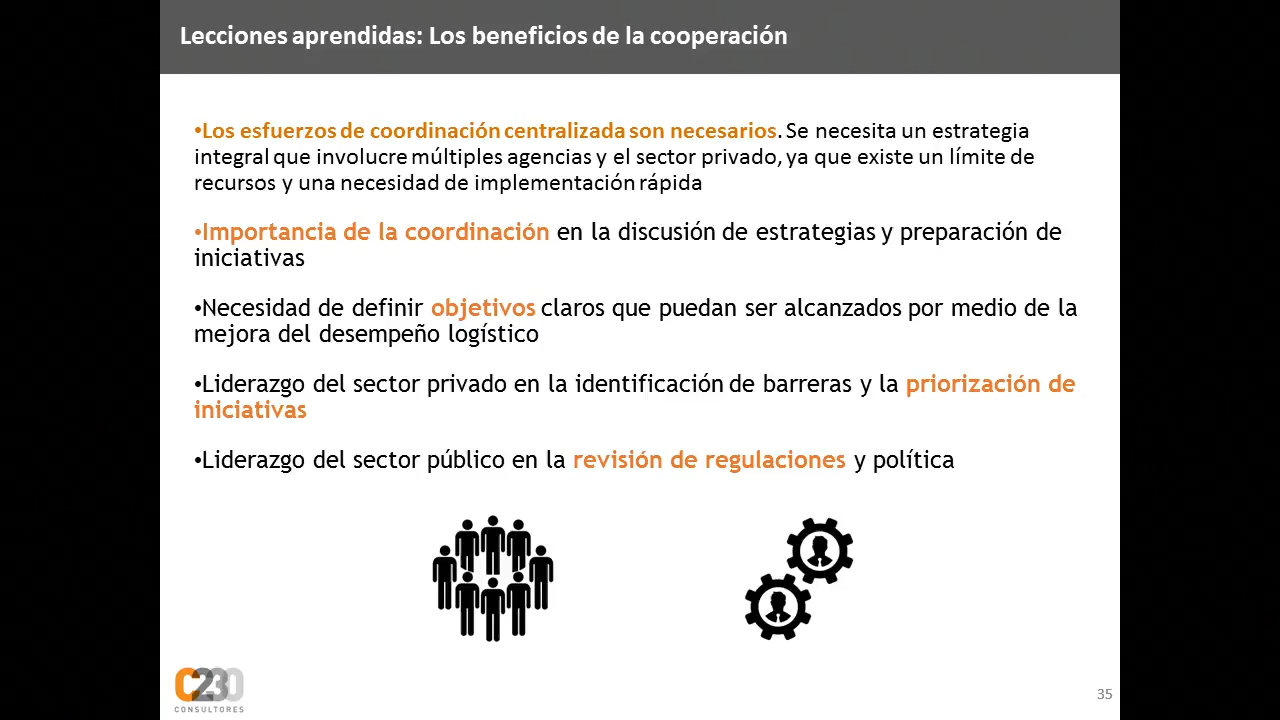 Lecciones aprendidas: Los beneficios de la cooperación
•Los esfuerzos de coordinación centralizada son necesarios. Se necesita un estrategia
integral que involucre múltiples agencias y el sector privado, ya que existe un límite de
recursos y una necesidad de implementación rápida
•Importancia de la coordinación en la discusión de estrategias y preparación de
iniciativas
•Necesidad de definir objetivos claros que puedan ser alcanzados por medio de la
mejora del desempeño logístico
•Liderazgo del sector privado en la identificación de barreras y la priorización de
iniciativas
•Liderazgo del sector público en la revisión de regulaciones y política
C230
CONSULTORES
35